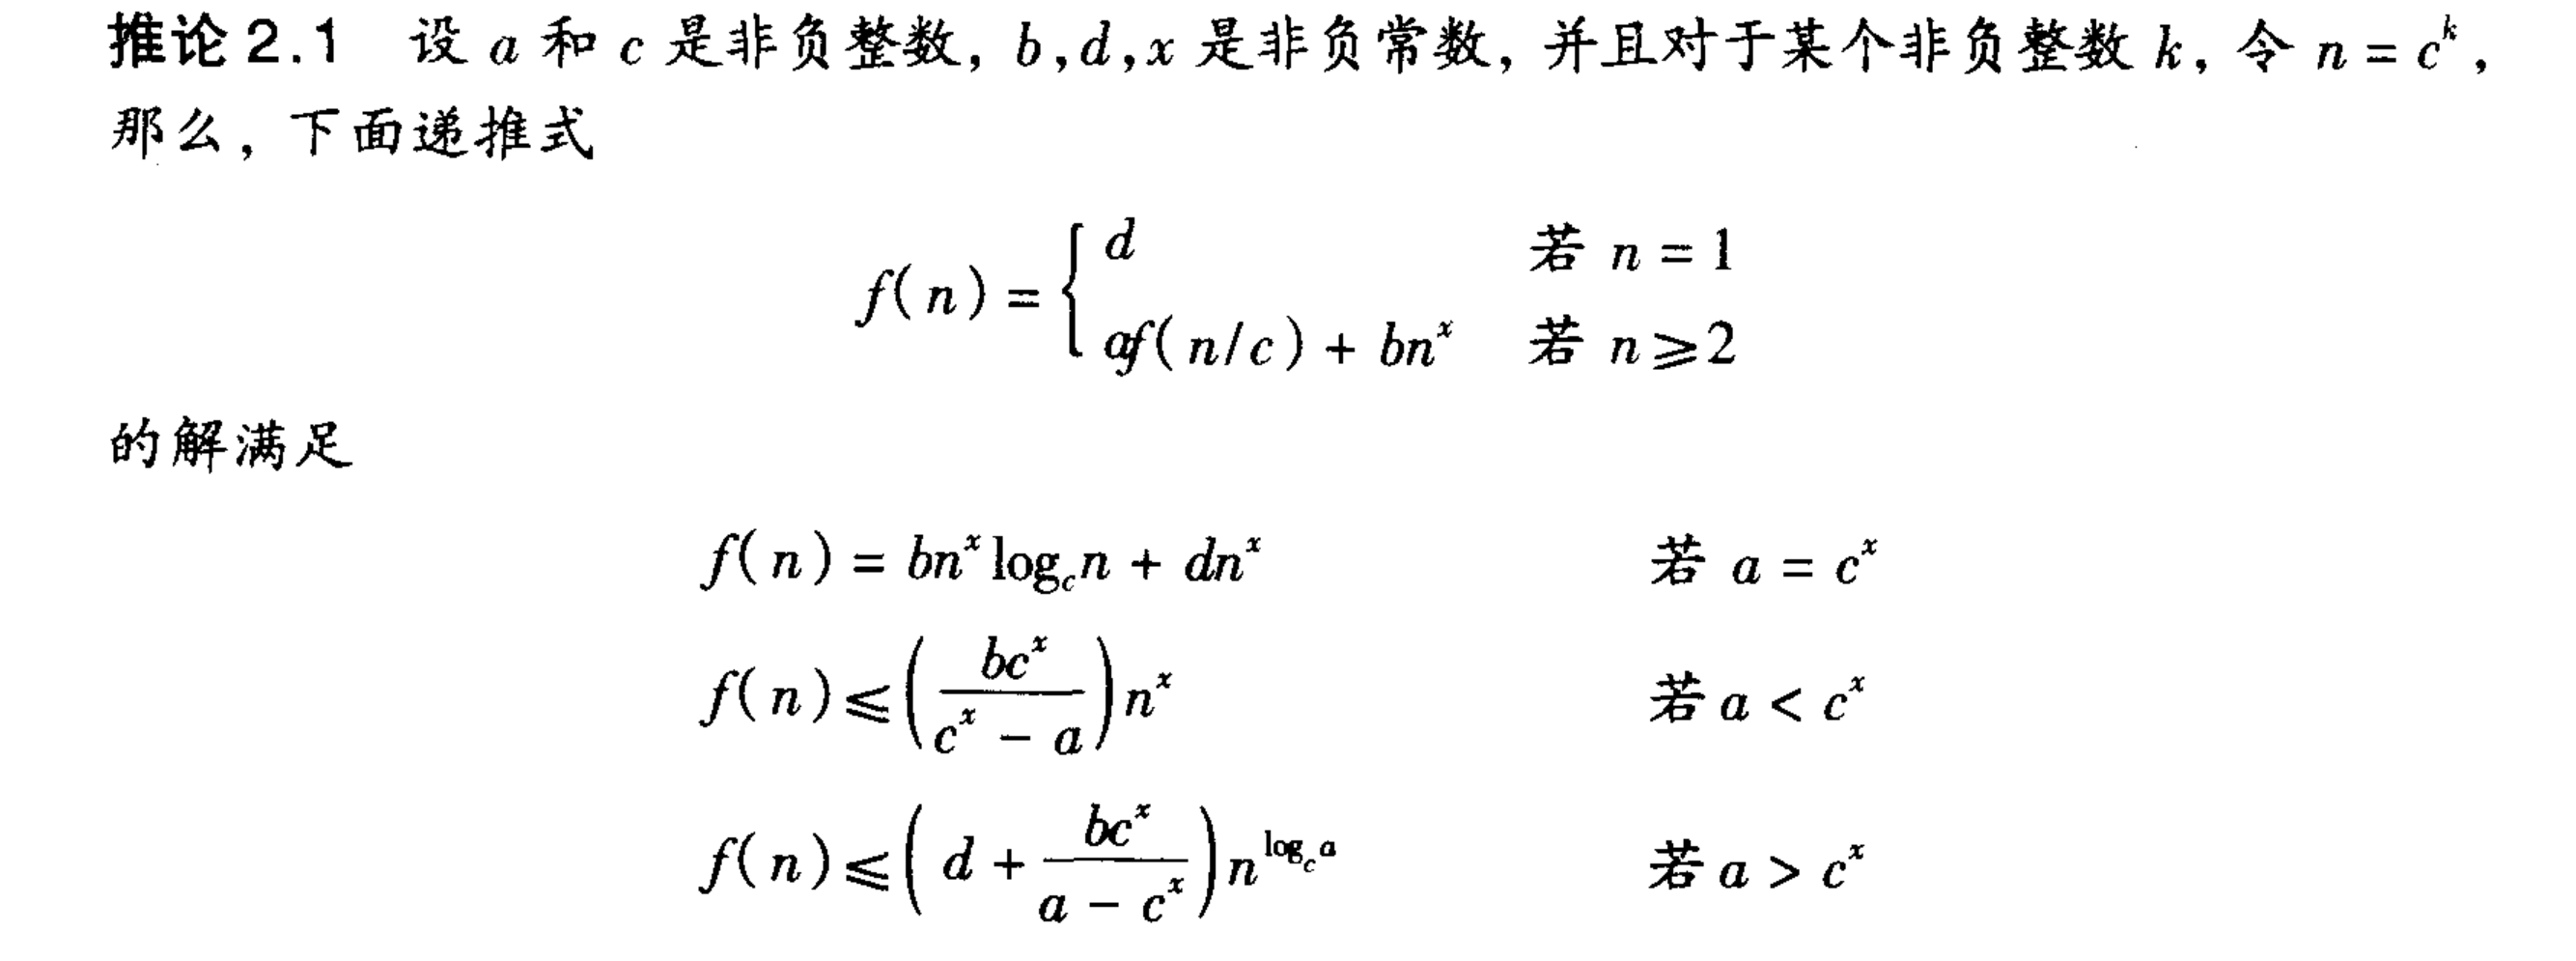 推论 2.1 设 a 和 c 是非负整数, b,d,x 是非负常数, 并且对于某个非负整数 k, 令 n = c^k,
那么, 下面递推式
f(n) = { d 若 n = 1
af(n/c) + bn^x 若 n ≥ 2
的解满足
f(n) = bn^x log_c n + dn^x 若 a = c^x
f(n) ≤ (bc^x / (c^x - a)) n^x 若 a < c^x
f(n) ≤ (d + bc^x / (a - c^x)) n^{log_c a} 若 a > c^x